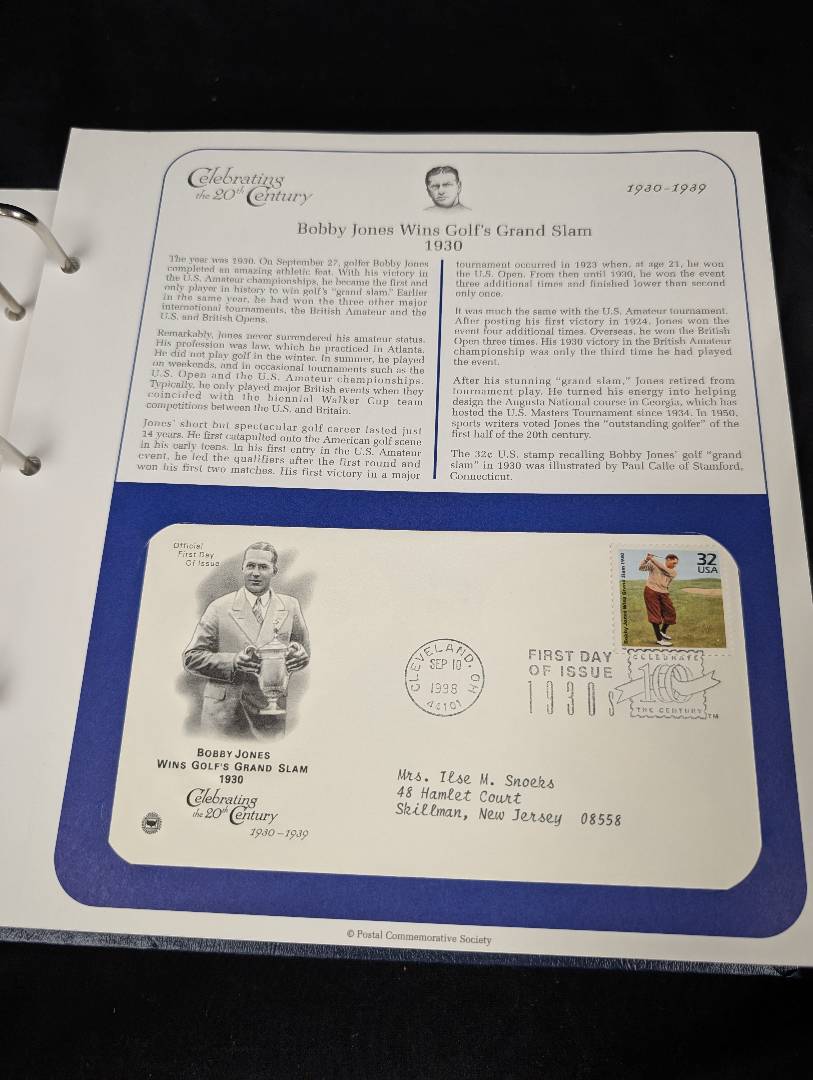 Celebrating
the 20th Century
1930-1939
Bobby Jones Wins Golf's Grand Slam
1930
The year was 1930. On September 27, golfer Bobby Jones
completed an amazing athletic feat. With his victory in
the U.S. Amateur championships, he became the first and
only player in history to win golf's "grand slam." Earlier
in the same year, he had won the three other major
international tournaments, the British Amateur and the
U.S. and British Opens.
Remarkably, Jones never surrendered his amateur status.
His profession was law, which he practiced in Atlanta.
He did not play golf in the winter. In summer, he played
on weekends, and in occasional tournaments such as the
U.S. Open and the U.S. Amateur championships.
Typically, he only played major British events when they
coincided with the biennial Walker Cup team
competitions between the U.S. and Britain.
Jones' short but spectacular golf career lasted just
14 years. He first catapulted onto the American golf scene
in his early teens. In his first entry in the U.S. Amateur
event, he led the qualifiers after the first round and
won his first two matches. His first victory in a major
tournament occurred in 1923 when, at age 21, he won
the U.S. Open. From then until 1930, he won the event
three additional times and finished lower than second
only once.
It was much the same with the U.S. Amateur tournament.
After posting his first victory in 1924, Jones won the
event four additional times. Overseas, he won the British
Open three times. His 1930 victory in the British Amateur
championship was only the third time he had played
the event.
After his stunning "grand slam," Jones retired from
tournament play. He turned his energy into helping
design the Augusta National course in Georgia, which has
hosted the U.S. Masters Tournament since 1934. In 1950,
sports writers voted Jones the "outstanding golfer" of the
first half of the 20th century.
The 32¢ U.S. stamp recalling Bobby Jones' golf "grand
slam" in 1930 was illustrated by Paul Calle of Stamford,
Connecticut.
Official
First Day
Of Issue
Bobby Jones Wins Grand Slam 1930
32
USA
CLEVELAND, OH
SEP 10
1998
44101
FIRST DAY
OF ISSUE
1930s
CELEBRATE
100
THE CENTURY
TM
BOBBY JONES
WINS GOLF'S GRAND SLAM
1930
Celebrating
the 20th Century
1930-1939
Mrs. Ilse M. Snoeks
48 Hamlet Court
Skillman, New Jersey 08558
© Postal Commemorative Society